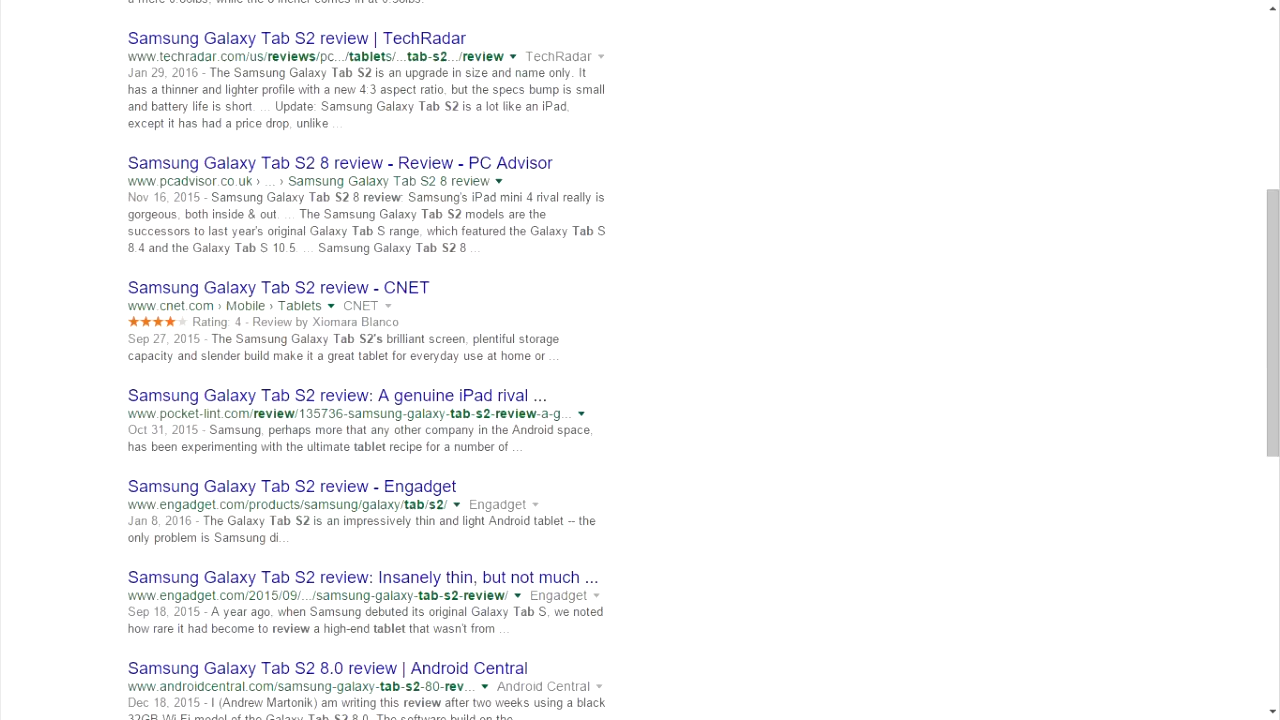 Samsung Galaxy Tab S2 review | TechRadar
www.techradar.com/us/reviews/pc.../tablets/...tab-s2.../review ▼ TechRadar ▼
Jan 29, 2016 - The Samsung Galaxy Tab S2 is an upgrade in size and name only. It
has a thinner and lighter profile with a new 4:3 aspect ratio, but the specs bump is small
and battery life is short. ... Update: Samsung Galaxy Tab S2 is a lot like an iPad,
except it has had a price drop, unlike ...
Samsung Galaxy Tab S2 8 review - Review - PC Advisor
www.pcadvisor.co.uk › ... › Samsung Galaxy Tab S2 8 review ▼
Nov 16, 2015 - Samsung Galaxy Tab S2 8 review: Samsung's iPad mini 4 rival really is
gorgeous, both inside & out. ... The Samsung Galaxy Tab S2 models are the
successors to last year's original Galaxy Tab S range, which featured the Galaxy Tab S
8.4 and the Galaxy Tab S 10.5. ... Samsung Galaxy Tab S2 8 ...
Samsung Galaxy Tab S2 review - CNET
www.cnet.com › Mobile › Tablets ▼ CNET ▼
★★★★★ Rating: 4 - Review by Xiomara Blanco
Sep 27, 2015 - The Samsung Galaxy Tab S2's brilliant screen, plentiful storage
capacity and slender build make it a great tablet for everyday use at home or ...
Samsung Galaxy Tab S2 review: A genuine iPad rival ...
www.pocket-lint.com/review/135736-samsung-galaxy-tab-s2-review-a-g... ▼
Oct 31, 2015 - Samsung, perhaps more that any other company in the Android space,
has been experimenting with the ultimate tablet recipe for a number of ...
Samsung Galaxy Tab S2 review - Engadget
www.engadget.com/products/samsung/galaxy/tab/s2/ ▼ Engadget ▼
Jan 8, 2016 - The Galaxy Tab S2 is an impressively thin and light Android tablet -- the
only problem is Samsung di...
Samsung Galaxy Tab S2 review: Insanely thin, but not much ...
www.engadget.com/2015/09/.../samsung-galaxy-tab-s2-review/ ▼ Engadget ▼
Sep 18, 2015 - A year ago, when Samsung debuted its original Galaxy Tab S, we noted
how rare it had become to review a high-end tablet that wasn't from ...
Samsung Galaxy Tab S2 8.0 review | Android Central
www.androidcentral.com/samsung-galaxy-tab-s2-80-rev... ▼ Android Central ▼
Dec 18, 2015 - I (Andrew Martonik) am writing this review after two weeks using a black
32GB Wi-Fi model of the Galaxy Tab S2 8.0. The software build on the